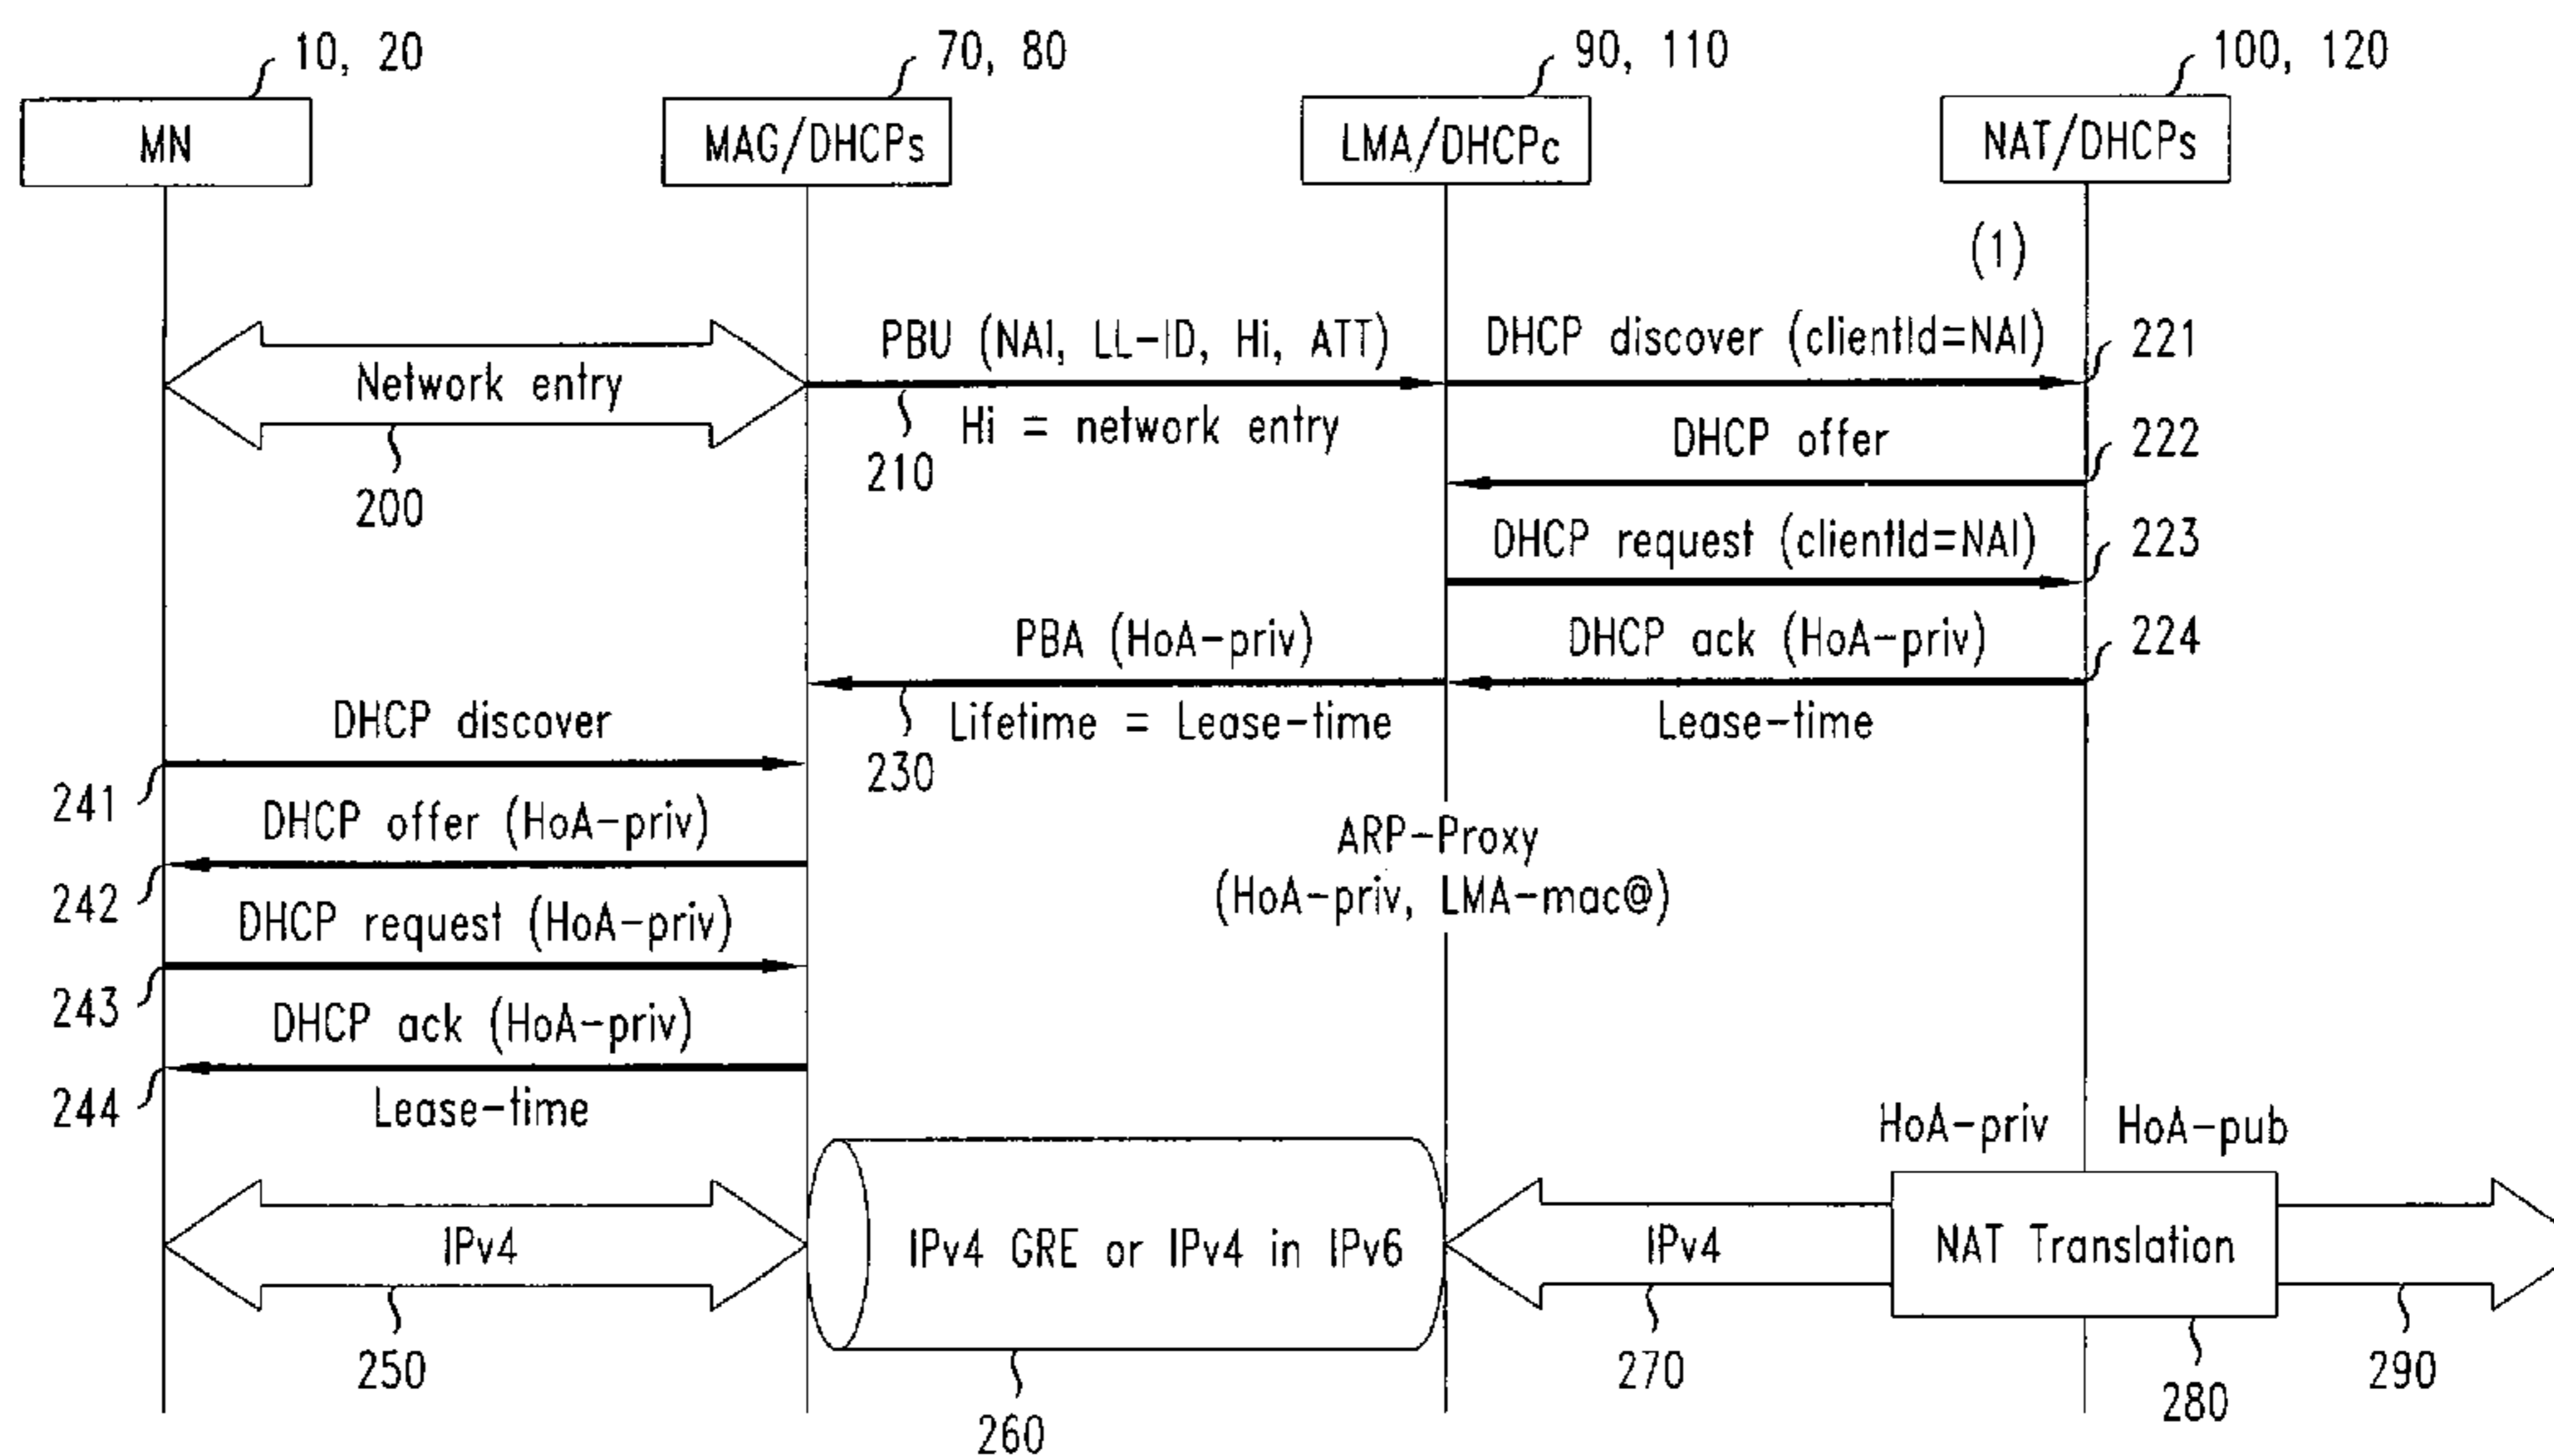 10, 20
70, 80
90, 110
100, 120
MN
MAG/DHCPs
LMA/DHCPc
NAT/DHCPs
(1)
PBU (NAI, LL-ID, Hi, ATT)
DHCP discover (clientId=NAI)
221
Network entry
Hi = network entry
DHCP offer
222
210
200
DHCP request (clientId=NAI)
223
PBA (HoA-priv)
DHCP ack (HoA-priv)
224
DHCP discover
Lifetime = Lease-time
Lease-time
230
241
DHCP offer (HoA-priv)
ARP-Proxy
242
(HoA-priv, LMA-mac@)
DHCP request (HoA-priv)
243
DHCP ack (HoA-priv)
244
Lease-time
HoA-priv
HoA-pub
IPv4
IPv4 GRE or IPv4 in IPv6
IPv4
NAT Translation
250
270
290
280
260